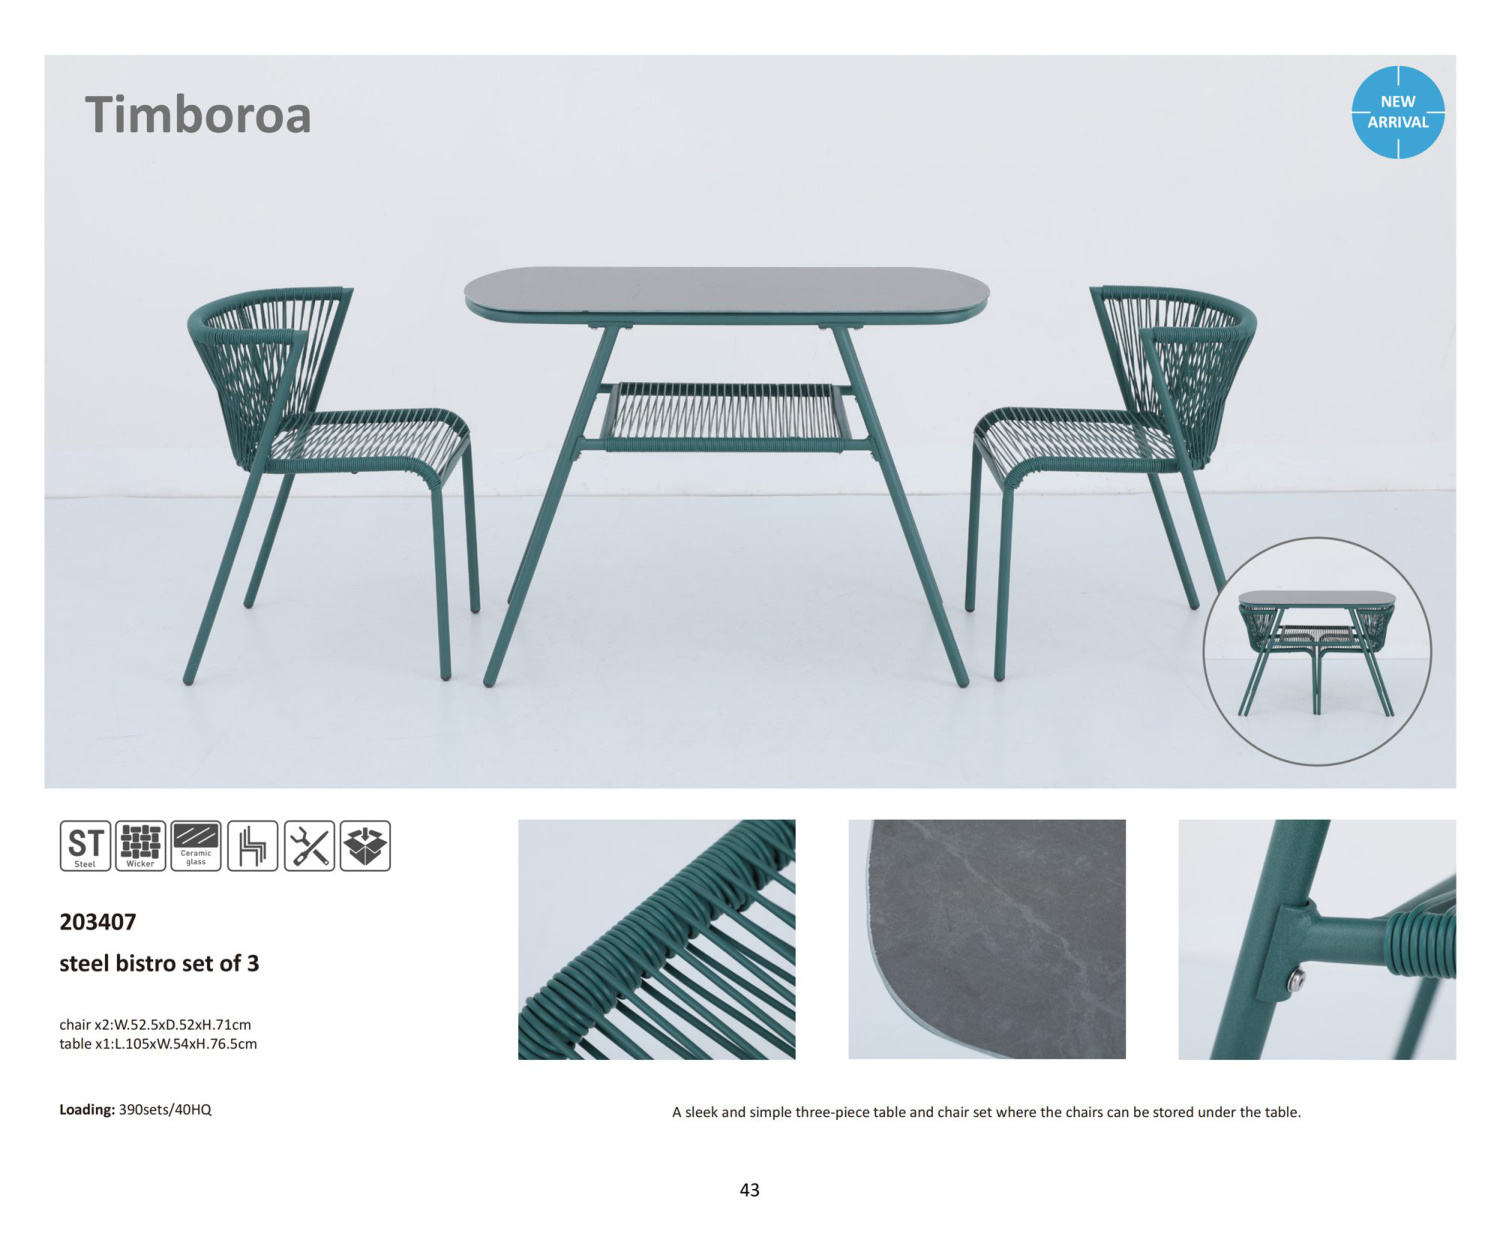 Timboroa
NEW
ARRIVAL
ST
Steel
Wicker
Ceramic
glass
203407
steel bistro set of 3
chair x2:W.52.5xD.52xH.71cm
table x1:L.105xW.54xH.76.5cm
Loading: 390sets/40HQ
A sleek and simple three-piece table and chair set where the chairs can be stored under the table.
43